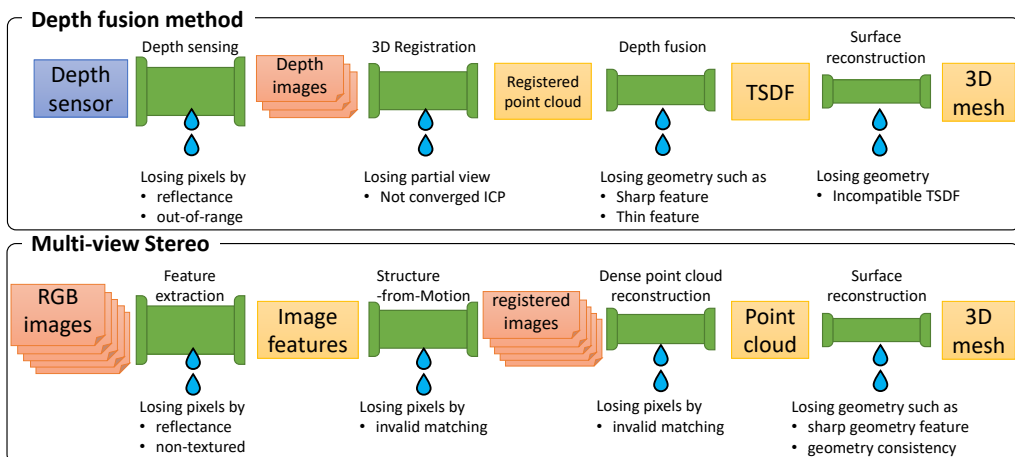 Depth fusion method
Depth sensing
3D Registration
Depth fusion
Surface
reconstruction
Depth
sensor
Depth
images
Registered
point cloud
TSDF
3D
mesh
Losing pixels by
• reflectance
• out-of-range
Losing partial view
• Not converged ICP
Losing geometry such as
• Sharp feature
• Thin feature
Losing geometry
• Incompatible TSDF
Multi-view Stereo
Feature
extraction
Structure
-from-Motion
Dense point cloud
reconstruction
Surface
reconstruction
RGB
images
Image
features
registered
images
Point
cloud
3D
mesh
Losing pixels by
• reflectance
• non-textured
Losing pixels by
• invalid matching
Losing pixels by
• invalid matching
Losing geometry such as
• sharp geometry feature
• geometry consistency